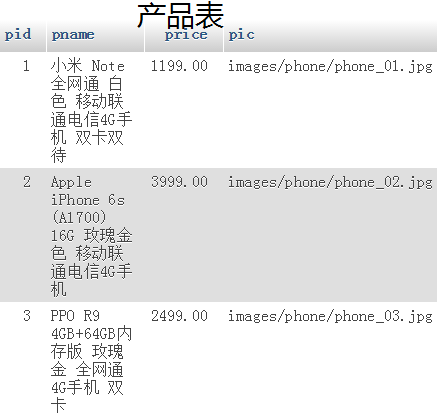 产品表
pid pname price pic
1 小米 Note 1199.00 images/phone/phone_01.jpg
全网通 白
色 移动联
通电信4G手
机 双卡双
待
2 Apple 3999.00 images/phone/phone_02.jpg
iPhone 6s
(A1700)
16G 玫瑰金
色 移动联
通电信4G手
机
3 PPO R9 2499.00 images/phone/phone_03.jpg
4GB+64GB内
存版 玫瑰
金 全网通
4G手机 双
卡